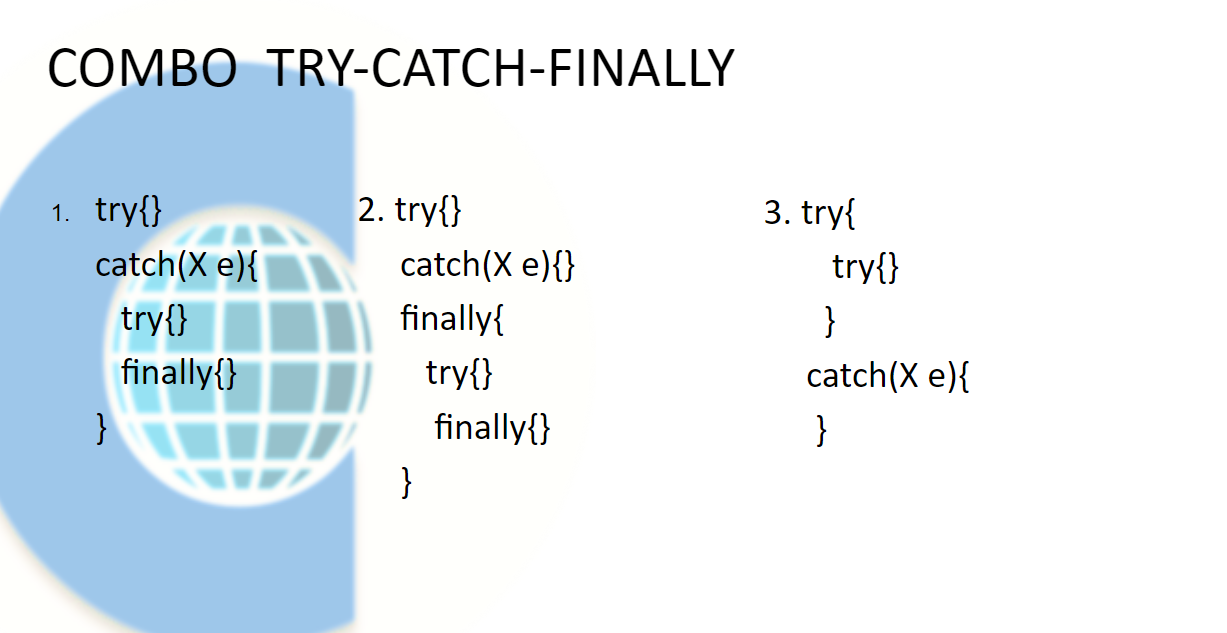 COMBO TRY-CATCH-FINALLY
1. try{}
catch(X e){
try{}
finally{}
}
2. try{}
catch(X e){}
finally{
try{}
finally{}
}
3. try{
try{}
}
catch(X e){
}